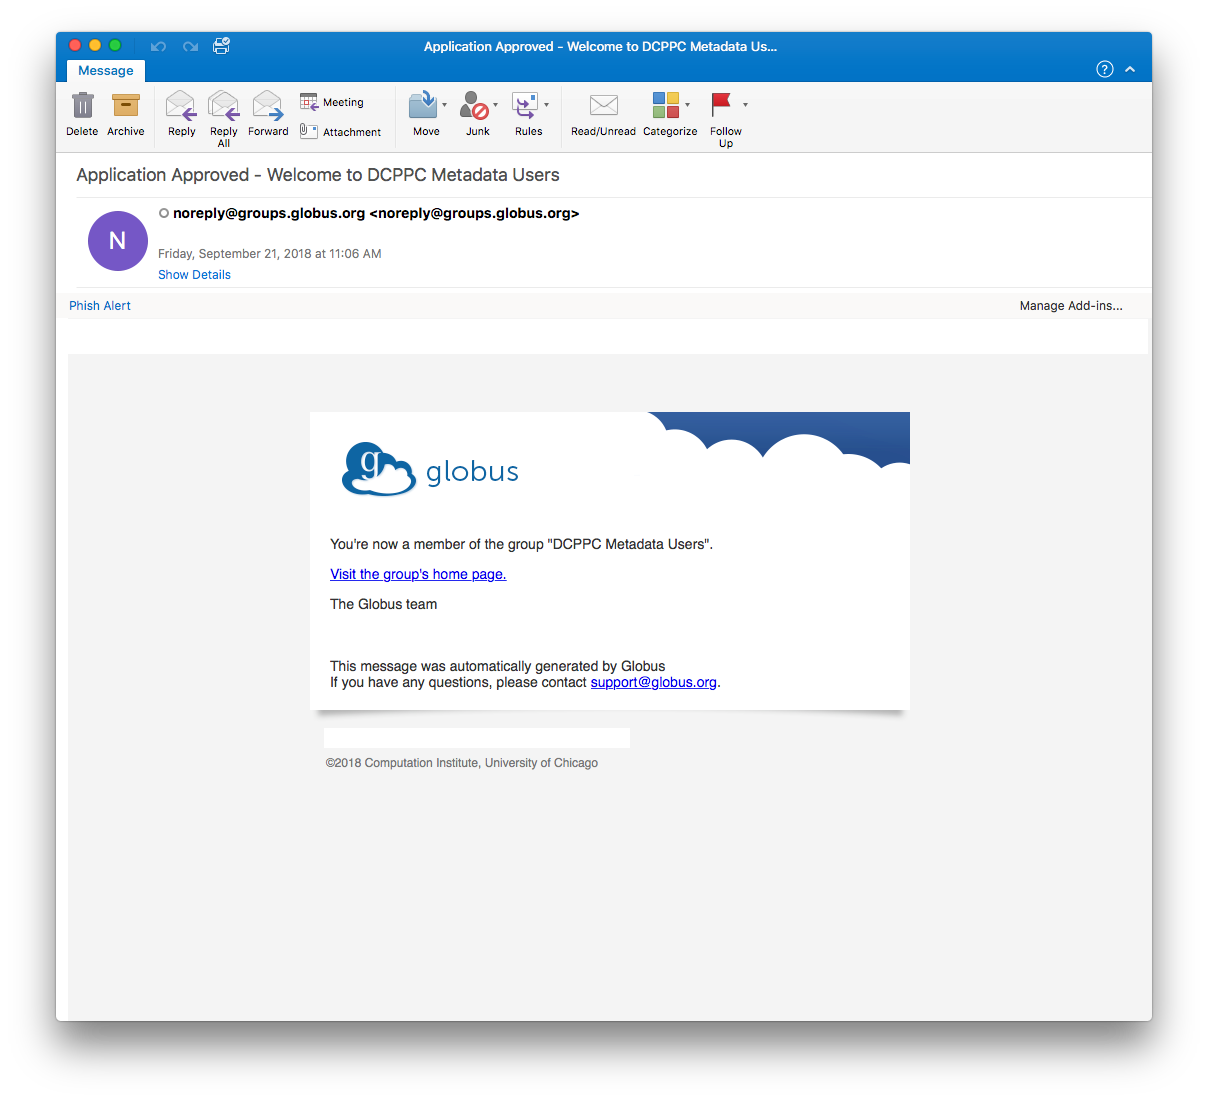 Application Approved - Welcome to DCPPC Metadata Us...
Message
?
Delete
Archive
Reply
Reply All
Forward
Meeting
Attachment
Move
Junk
Rules
Read/Unread
Categorize
Follow Up
Application Approved - Welcome to DCPPC Metadata Users
N
noreply@groups.globus.org <noreply@groups.globus.org>
Friday, September 21, 2018 at 11:06 AM
Show Details
Phish Alert
Manage Add-ins...
g globus
You're now a member of the group "DCPPC Metadata Users".
Visit the group's home page.
The Globus team
This message was automatically generated by Globus
If you have any questions, please contact support@globus.org.
©2018 Computation Institute, University of Chicago